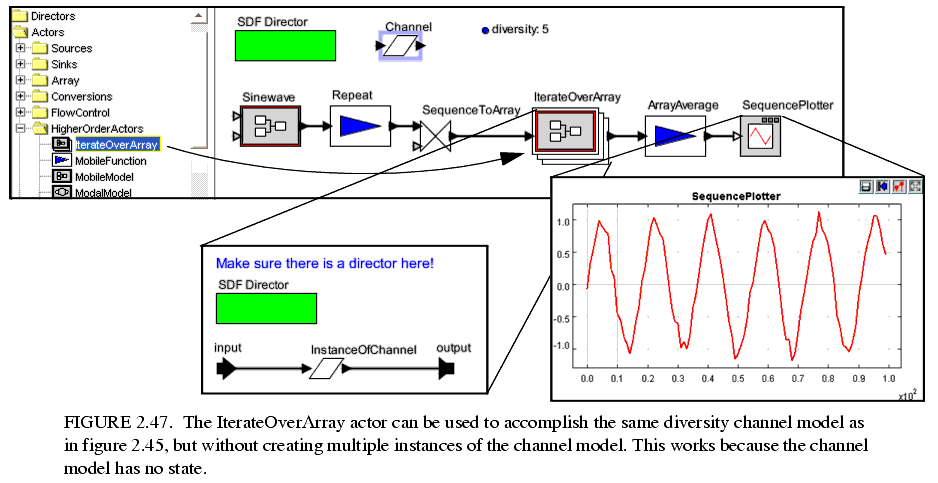 Directors
Actors
Sources
Sinks
Array
Conversions
FlowControl
HigherOrderActors
IterateOverArray
MobileFunction
MobileModel
ModalModel
SDF Director
Channel
diversity: 5
Sinewave
Repeat
SequenceToArray
IterateOverArray
ArrayAverage
SequencePlotter
Make sure there is a director here!
SDF Director
input
InstanceOfChannel
output
SequencePlotter
1.0
0.5
0.0
-0.5
-1.0
0.0 0.1 0.2 0.3 0.4 0.5 0.6 0.7 0.8 0.9 1.0
x10²
FIGURE 2.47. The IterateOverArray actor can be used to accomplish the same diversity channel model as
in figure 2.45, but without creating multiple instances of the channel model. This works because the channel
model has no state.